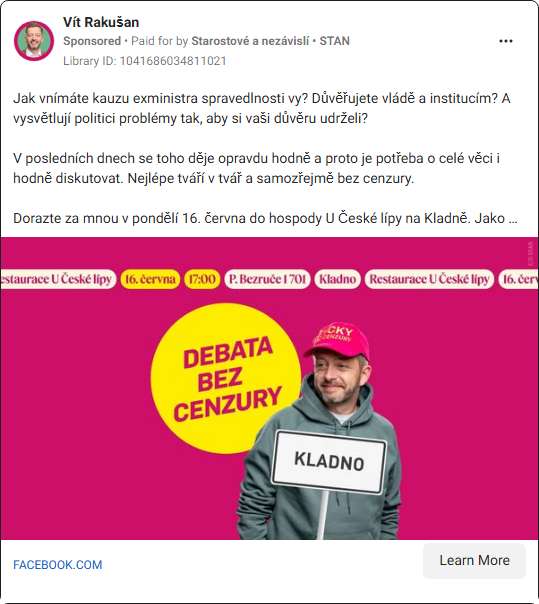 Vít Rakušan
Sponsored • Paid for by Starostové a nezávislí • STAN
Library ID: 1041686034811021
Jak vnímáte kauzu exministra spravedlnosti vy? Důvěřujete vládě a institucím? A
vysvětlují politici problémy tak, aby si vaši důvěru udrželi?
V posledních dnech se toho děje opravdu hodně a proto je potřeba o celé věci i
hodně diskutovat. Nejlépe tváří v tvář a samozřejmě bez cenzury.
Dorazte za mnou v pondělí 16. června do hospody U České lípy na Kladně. Jako ...
estaurace U České lípy 16. června 17:00 P. Bezruče 1701 Kladno Restaurace U České lípy 16. červ
DEBATA
BEZ
CENZURY
CENZURY
KLADNO
FACEBOOK.COM
Learn More